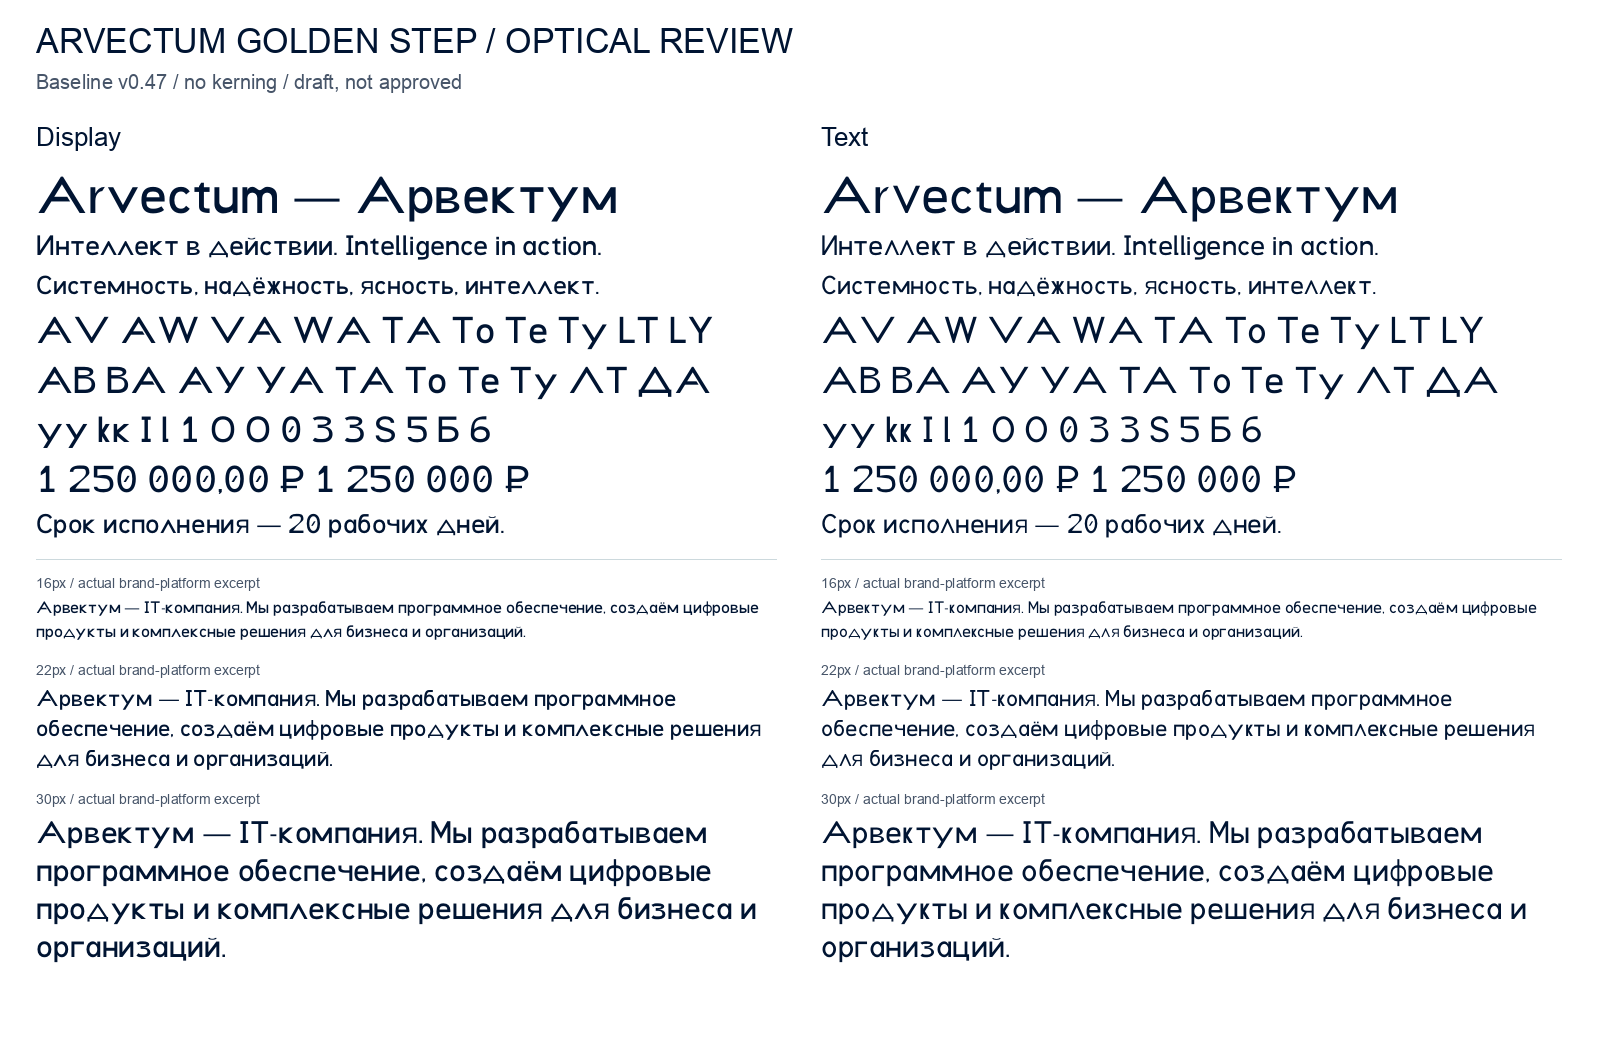 ARVECTUM GOLDEN STEP / OPTICAL REVIEW
Baseline v0.47 / no kerning / draft, not approved
Display
Arvectum — Арвектум
Интеллект в действии. Intelligence in action.
Системность, надёжность, ясность, интеллект.
AV AW VA WA TA To Te Ty LT LY
АВ ВА АУ УА ТА То Те Ту ЛТ ДА
yу kк I l 1 O О 0 З 3 S 5 Б 6
1 250 000,00 ₽ 1 250 000 ₽
Срок исполнения — 20 рабочих дней.
16px / actual brand-platform excerpt
Арвектум — IT-компания. Мы разрабатываем программное обеспечение, создаём цифровые
продукты и комплексные решения для бизнеса и организаций.
22px / actual brand-platform excerpt
Арвектум — IT-компания. Мы разрабатываем программное
обеспечение, создаём цифровые продукты и комплексные решения
для бизнеса и организаций.
30px / actual brand-platform excerpt
Арвектум — IT-компания. Мы разрабатываем
программное обеспечение, создаём цифровые
продукты и комплексные решения для бизнеса и
организаций.
Text
Arvectum — Арвектум
Интеллект в действии. Intelligence in action.
Системность, надёжность, ясность, интеллект.
AV AW VA WA TA To Te Ty LT LY
АВ ВА АУ УА ТА То Те Ту ЛТ ДА
yу kк I l 1 O О 0 З 3 S 5 Б 6
1 250 000,00 ₽ 1 250 000 ₽
Срок исполнения — 20 рабочих дней.
16px / actual brand-platform excerpt
Арвектум — IT-компания. Мы разрабатываем программное обеспечение, создаём цифровые
продукты и комплексные решения для бизнеса и организаций.
22px / actual brand-platform excerpt
Арвектум — IT-компания. Мы разрабатываем программное
обеспечение, создаём цифровые продукты и комплексные решения
для бизнеса и организаций.
30px / actual brand-platform excerpt
Арвектум — IT-компания. Мы разрабатываем
программное обеспечение, создаём цифровые
продукты и комплексные решения для бизнеса и
организаций.